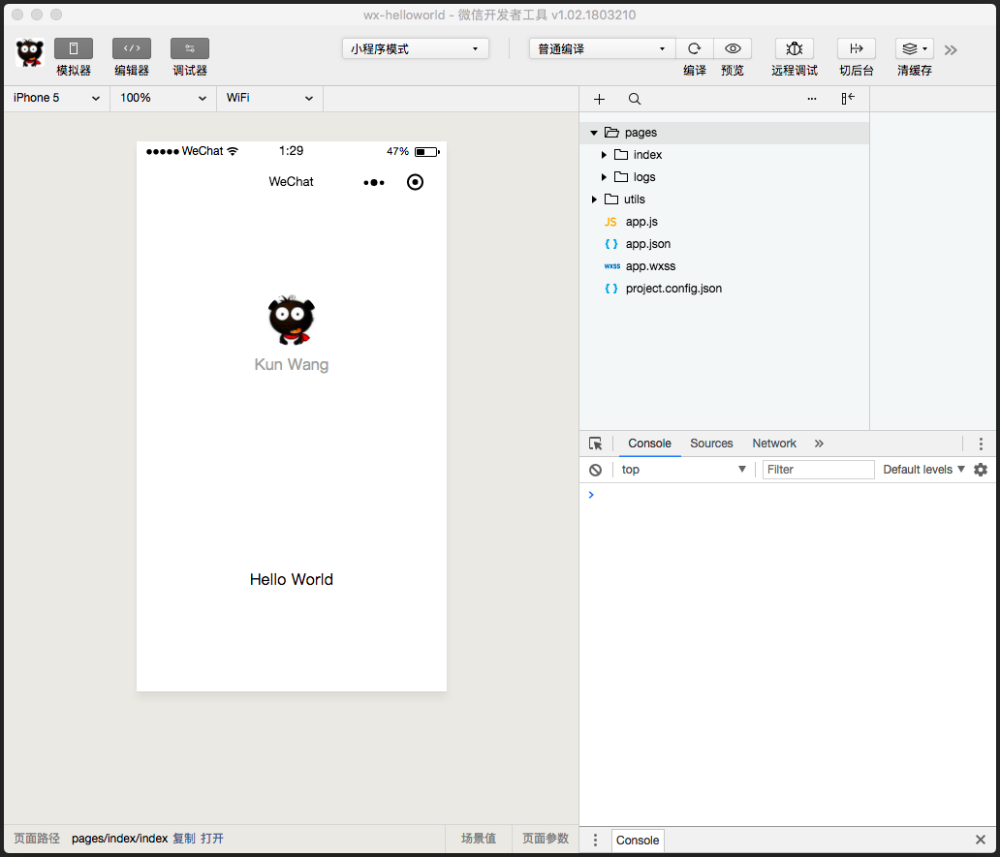 wx-helloworld - 微信开发者工具 v1.02.1803210
模拟器 编辑器 调试器 小程序模式 普通编译 编译 预览 远程调试 切后台 清缓存
iPhone 5 100% WiFi
WeChat 1:29 47%
WeChat
Kun Wang
Hello World
页面路径 pages/index/index 复制 打开 场景值 页面参数
pages
index
logs
utils
JS app.js
{ } app.json
wxss app.wxss
{ } project.config.json
Console Sources Network
top Filter Default levels
Console